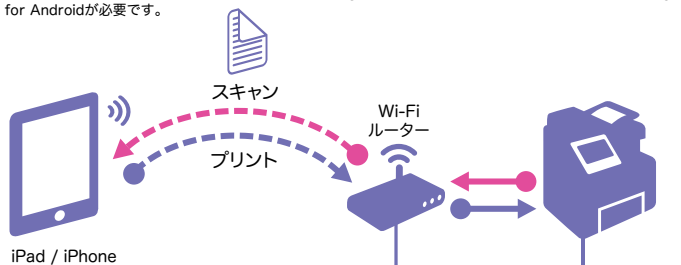 for Androidが必要です。
スキャン
Wi-Fi
ルーター
プリント
iPad / iPhone